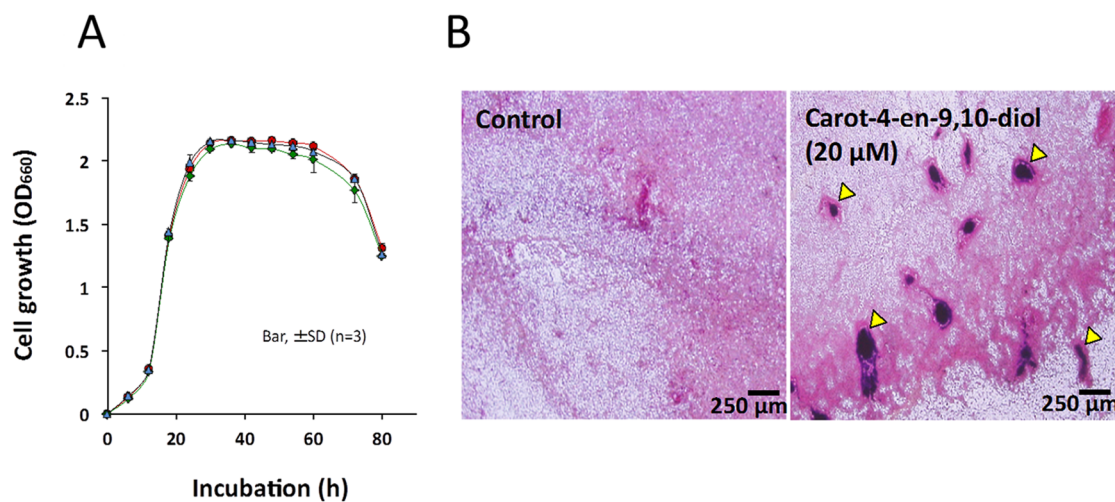 A
B
2.5
2
1.5
1
0.5
0
Cell growth (OD660)
0
20
40
60
80
Incubation (h)
Bar, ±SD (n=3)
Control
250 µm
Carot-4-en-9,10-diol
(20 µM)
250 µm